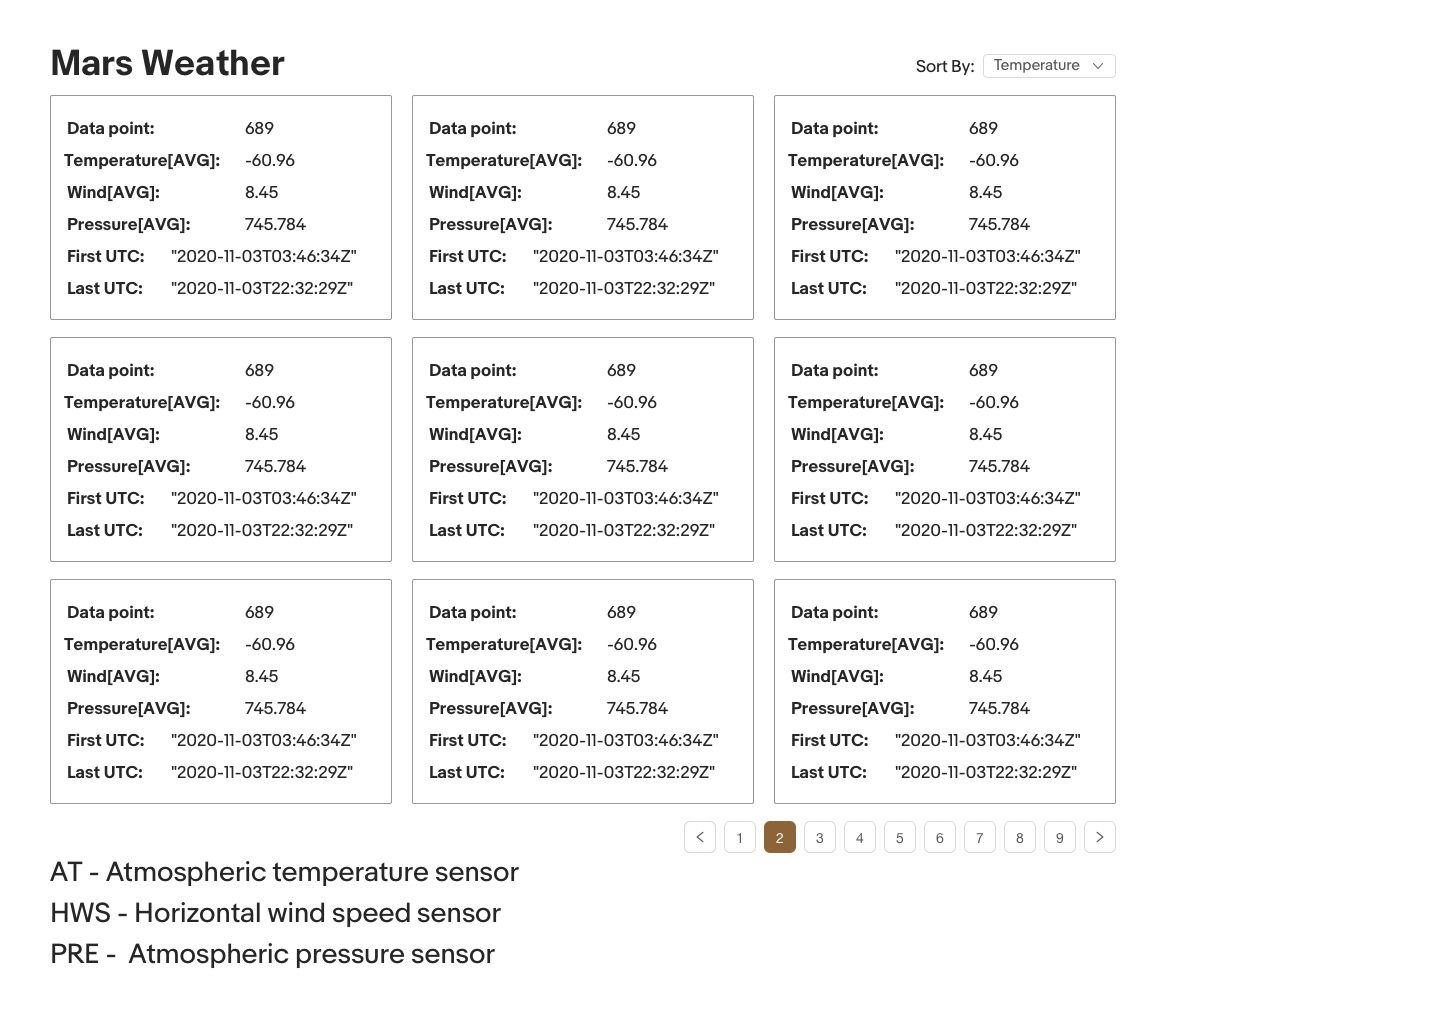 Mars Weather
Sort By: Temperature
Data point: 689
Temperature[AVG]: -60.96
Wind[AVG]: 8.45
Pressure[AVG]: 745.784
First UTC: "2020-11-03T03:46:34Z"
Last UTC: "2020-11-03T22:32:29Z"
Data point: 689
Temperature[AVG]: -60.96
Wind[AVG]: 8.45
Pressure[AVG]: 745.784
First UTC: "2020-11-03T03:46:34Z"
Last UTC: "2020-11-03T22:32:29Z"
Data point: 689
Temperature[AVG]: -60.96
Wind[AVG]: 8.45
Pressure[AVG]: 745.784
First UTC: "2020-11-03T03:46:34Z"
Last UTC: "2020-11-03T22:32:29Z"
Data point: 689
Temperature[AVG]: -60.96
Wind[AVG]: 8.45
Pressure[AVG]: 745.784
First UTC: "2020-11-03T03:46:34Z"
Last UTC: "2020-11-03T22:32:29Z"
Data point: 689
Temperature[AVG]: -60.96
Wind[AVG]: 8.45
Pressure[AVG]: 745.784
First UTC: "2020-11-03T03:46:34Z"
Last UTC: "2020-11-03T22:32:29Z"
Data point: 689
Temperature[AVG]: -60.96
Wind[AVG]: 8.45
Pressure[AVG]: 745.784
First UTC: "2020-11-03T03:46:34Z"
Last UTC: "2020-11-03T22:32:29Z"
Data point: 689
Temperature[AVG]: -60.96
Wind[AVG]: 8.45
Pressure[AVG]: 745.784
First UTC: "2020-11-03T03:46:34Z"
Last UTC: "2020-11-03T22:32:29Z"
Data point: 689
Temperature[AVG]: -60.96
Wind[AVG]: 8.45
Pressure[AVG]: 745.784
First UTC: "2020-11-03T03:46:34Z"
Last UTC: "2020-11-03T22:32:29Z"
Data point: 689
Temperature[AVG]: -60.96
Wind[AVG]: 8.45
Pressure[AVG]: 745.784
First UTC: "2020-11-03T03:46:34Z"
Last UTC: "2020-11-03T22:32:29Z"
1 2 3 4 5 6 7 8 9
AT - Atmospheric temperature sensor
HWS - Horizontal wind speed sensor
PRE - Atmospheric pressure sensor